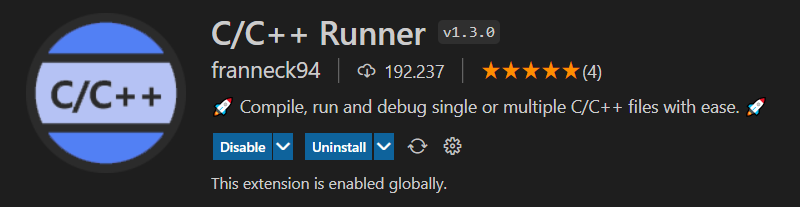 C/C++
C/C++ Runner v1.3.0
franneck94 192.237 (4)
🚀 Compile, run and debug single or multiple C/C++ files with ease. 🚀
Disable Uninstall
This extension is enabled globally.